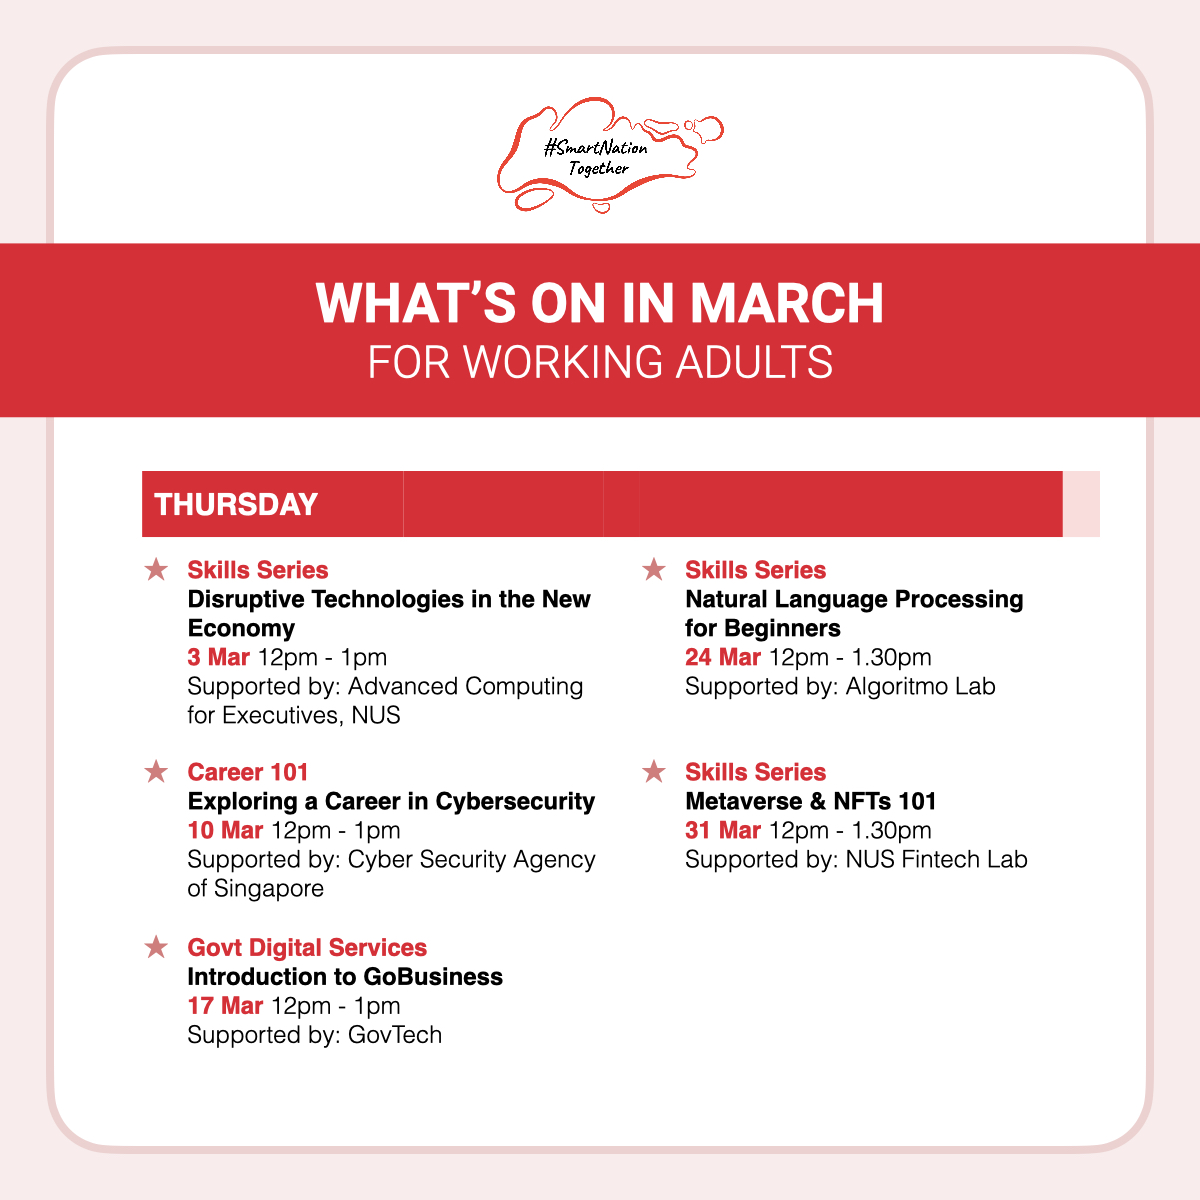 #SmartNation
Together
WHAT’S ON IN MARCH
FOR WORKING ADULTS
THURSDAY
Skills Series
Disruptive Technologies in the New
Economy
3 Mar 12pm - 1pm
Supported by: Advanced Computing
for Executives, NUS
Career 101
Exploring a Career in Cybersecurity
10 Mar 12pm - 1pm
Supported by: Cyber Security Agency
of Singapore
Govt Digital Services
Introduction to GoBusiness
17 Mar 12pm - 1pm
Supported by: GovTech
Skills Series
Natural Language Processing
for Beginners
24 Mar 12pm - 1.30pm
Supported by: Algoritmo Lab
Skills Series
Metaverse & NFTs 101
31 Mar 12pm - 1.30pm
Supported by: NUS Fintech Lab